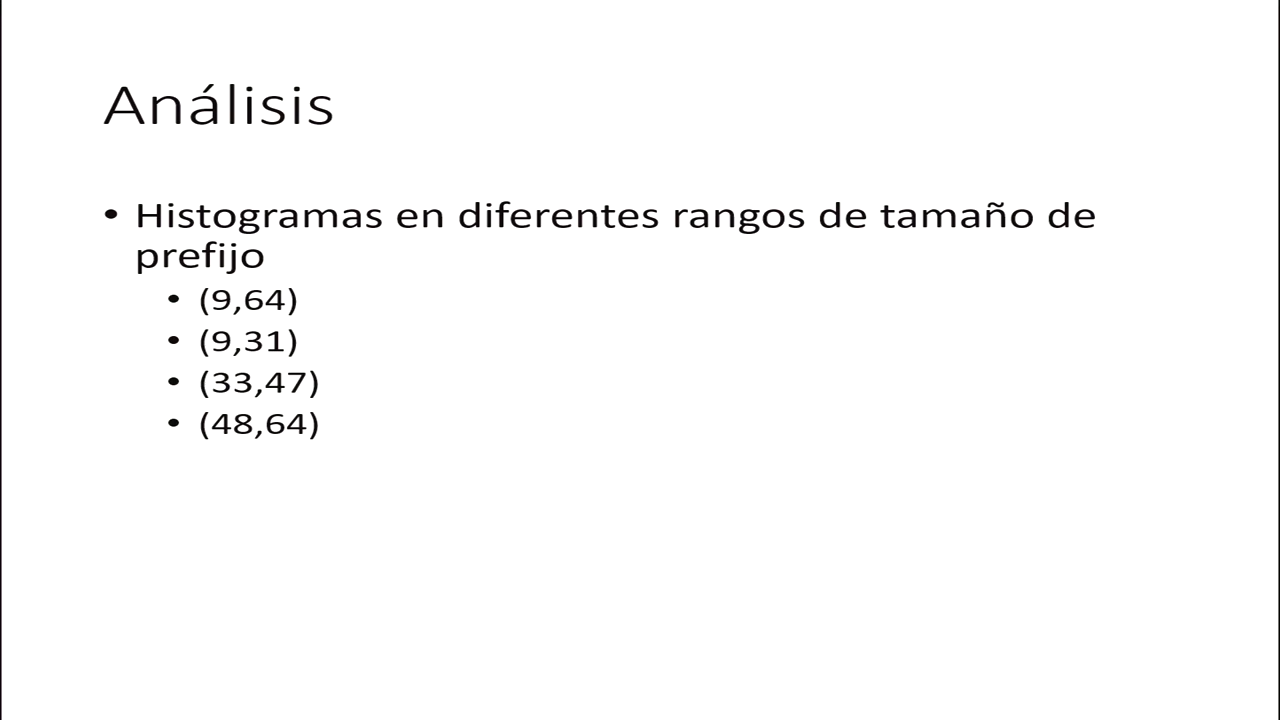 Análisis
• Histogramas en diferentes rangos de tamaño de
prefijo
• (9,64)
• (9,31)
• (33,47)
• (48,64)